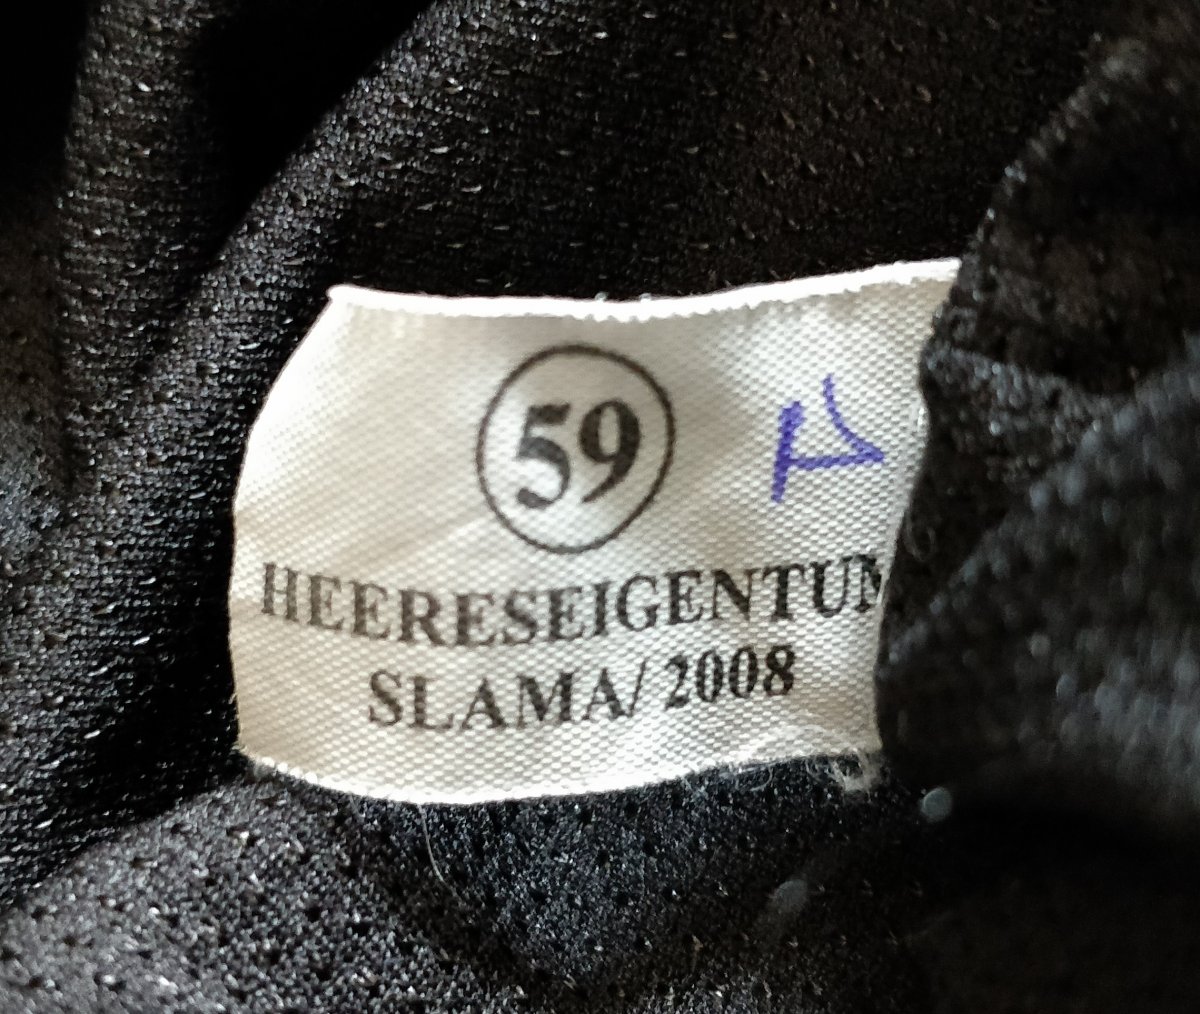 59
HEERESEIGENTUM
SLAMA/2008